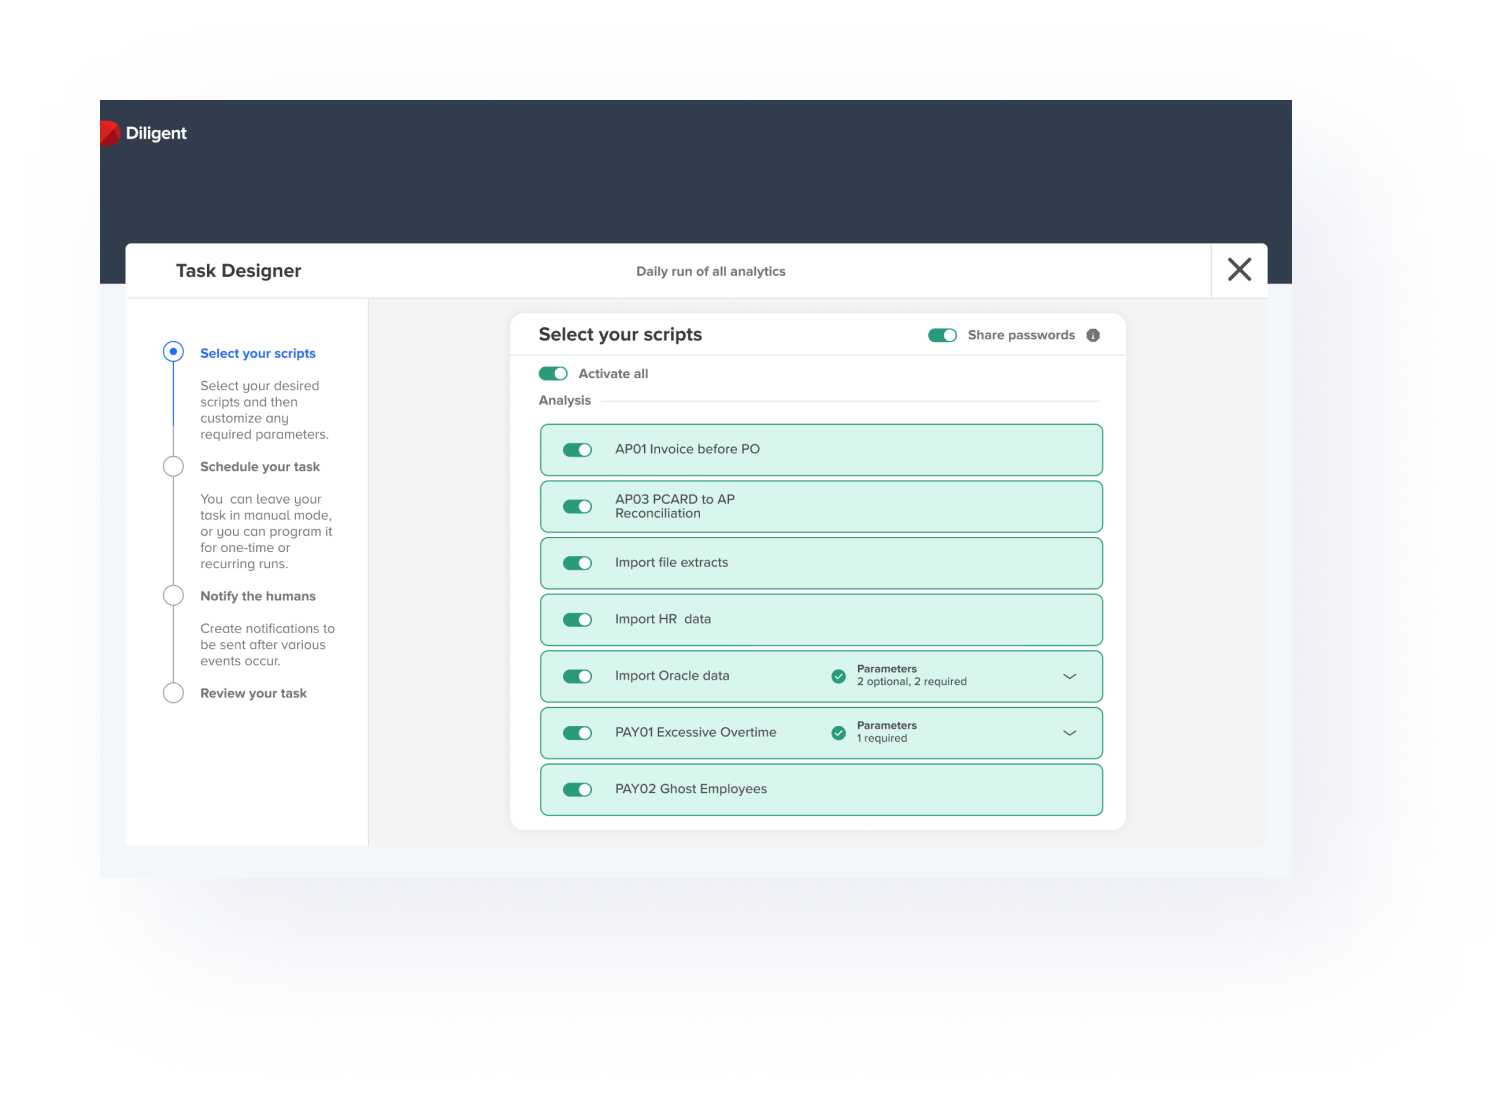 Diligent
Task Designer
Daily run of all analytics
Select your scripts
Select your desired
scripts and then
customize any
required parameters.
Schedule your task
You  can leave your
task in manual mode,
or you can program it
for one-time or
recurring runs.
Notify the humans
Create notifications to
be sent after various
events occur.
Review your task
Select your scripts
Share passwords
Activate all
Analysis
AP01 Invoice before PO
AP03 PCARD to AP
Reconciliation
Import file extracts
Import HR  data
Import Oracle data
Parameters
2 optional, 2 required
PAY01 Excessive Overtime
Parameters
1 required
PAY02 Ghost Employees